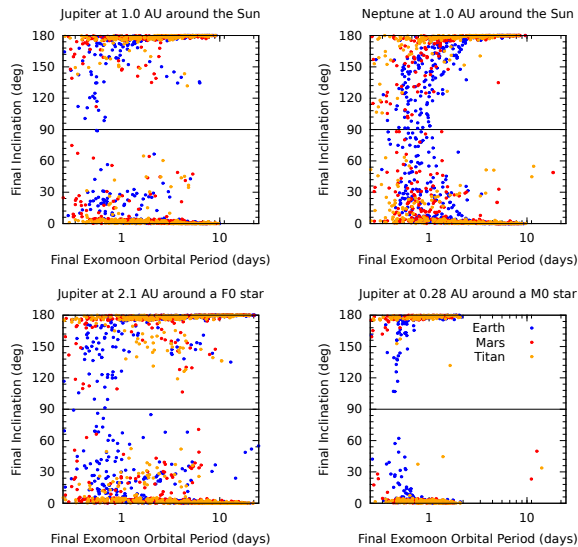 Jupiter at 1.0 AU around the Sun
Neptune at 1.0 AU around the Sun
180
150
120
90
60
30
0
Final Inclination (deg)
1
10
Final Exomoon Orbital Period (days)
180
150
120
90
60
30
0
Final Inclination (deg)
1
10
Final Exomoon Orbital Period (days)
Jupiter at 2.1 AU around a F0 star
Jupiter at 0.28 AU around a M0 star
180
150
120
90
60
30
0
Final Inclination (deg)
1
10
Final Exomoon Orbital Period (days)
180
150
120
90
60
30
0
Final Inclination (deg)
Earth
Mars
Titan
1
10
Final Exomoon Orbital Period (days)